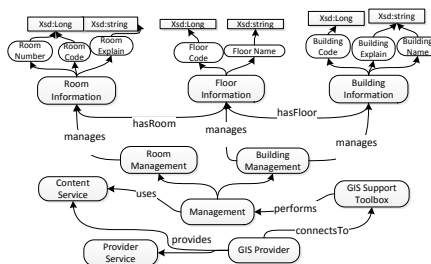 Xsd:Long Xsd:string
Xsd:Long Xsd:string
Xsd:Long Xsd:string
Room
Number
Room
Code
Room
Explain
Floor
Code
Floor Name
Building
Code
Building
Explain
Building
Name
Room
Information
Floor
Information
Building
Information
hasRoom
hasFloor
manages
manages
manages
Room
Management
Building
Management
Content
Service
uses
Management
performs
GIS Support
Toolbox
provides
connectsTo
Provider
Service
GIS Provider